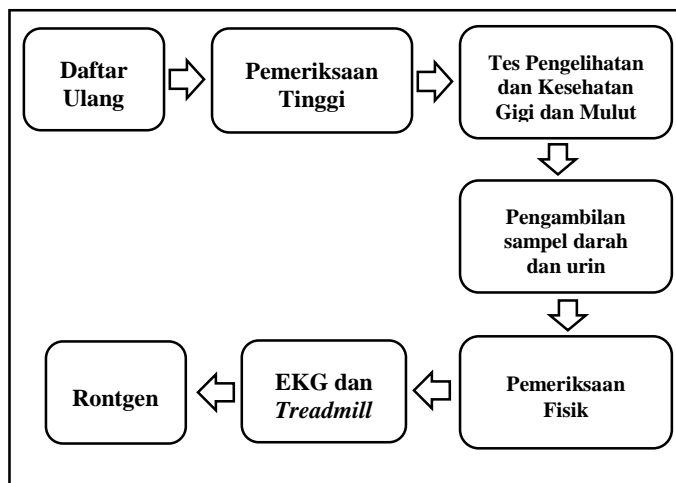 Daftar
Ulang
Pemeriksaan
Tinggi
Tes Pengelihatan
dan Kesehatan
Gigi dan Mulut
Pengambilan
sampel darah
dan urin
Pemeriksaan
Fisik
EKG dan
Treadmill
Rontgen